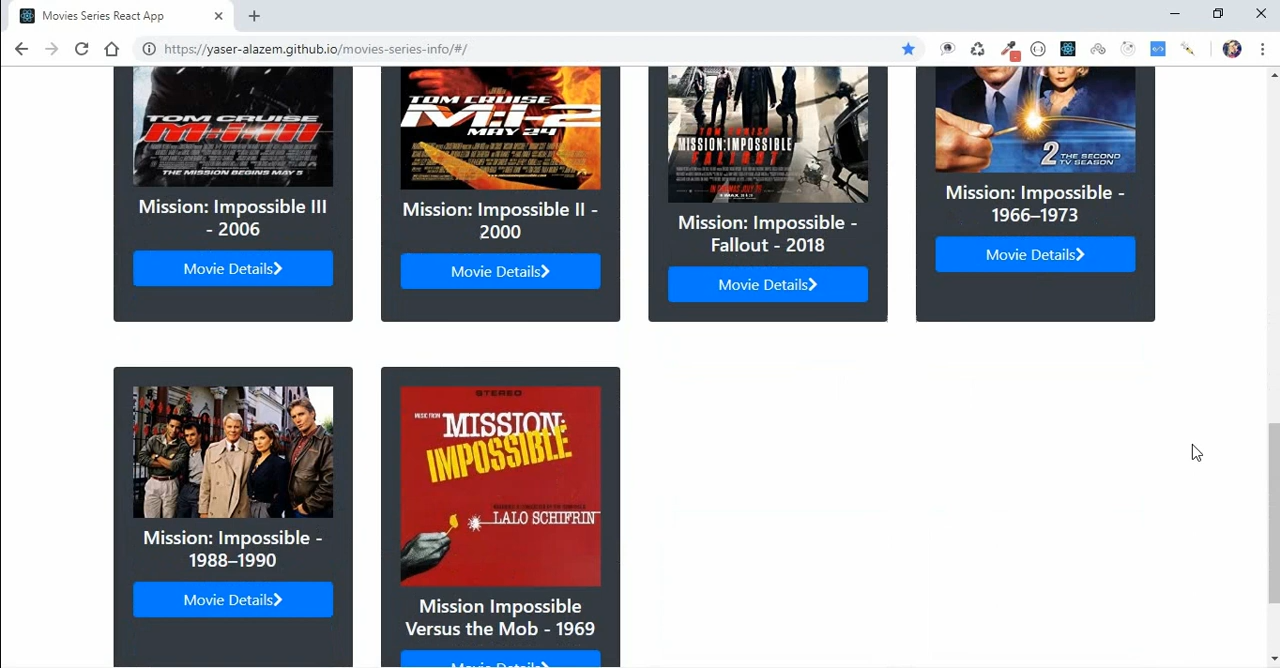 Movies Series React App
https://yaser-alazem.github.io/movies-series-info/#/
TOM CRUISE
M:i:III
THE MISSION BEGINS MAY 5
Mission: Impossible III
- 2006
Movie Details
TOM CRUISE
M:I-2
MAY 24
Mission: Impossible II -
2000
Movie Details
TOM CRUISE
MISSION:IMPOSSIBLE
FALLOUT
Mission: Impossible -
Fallout - 2018
Movie Details
2 THE SECOND
TV SEASON
Mission: Impossible -
1966–1973
Movie Details
Mission: Impossible -
1988–1990
Movie Details
STEREO
MUSIC FROM MISSION:
IMPOSSIBLE
LALO SCHIFRIN
Mission Impossible
Versus the Mob - 1969
Movie Details